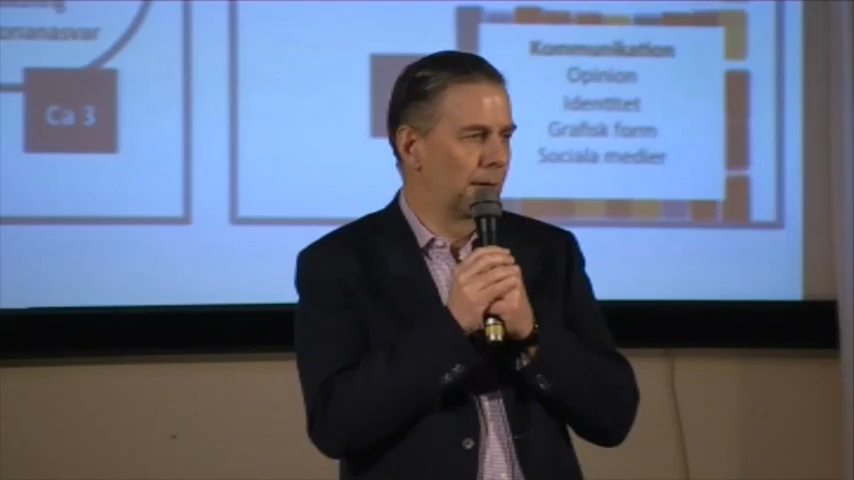 Ca 3
Kommunikation
Opinion
Identitet
Grafisk form
Sociala medier